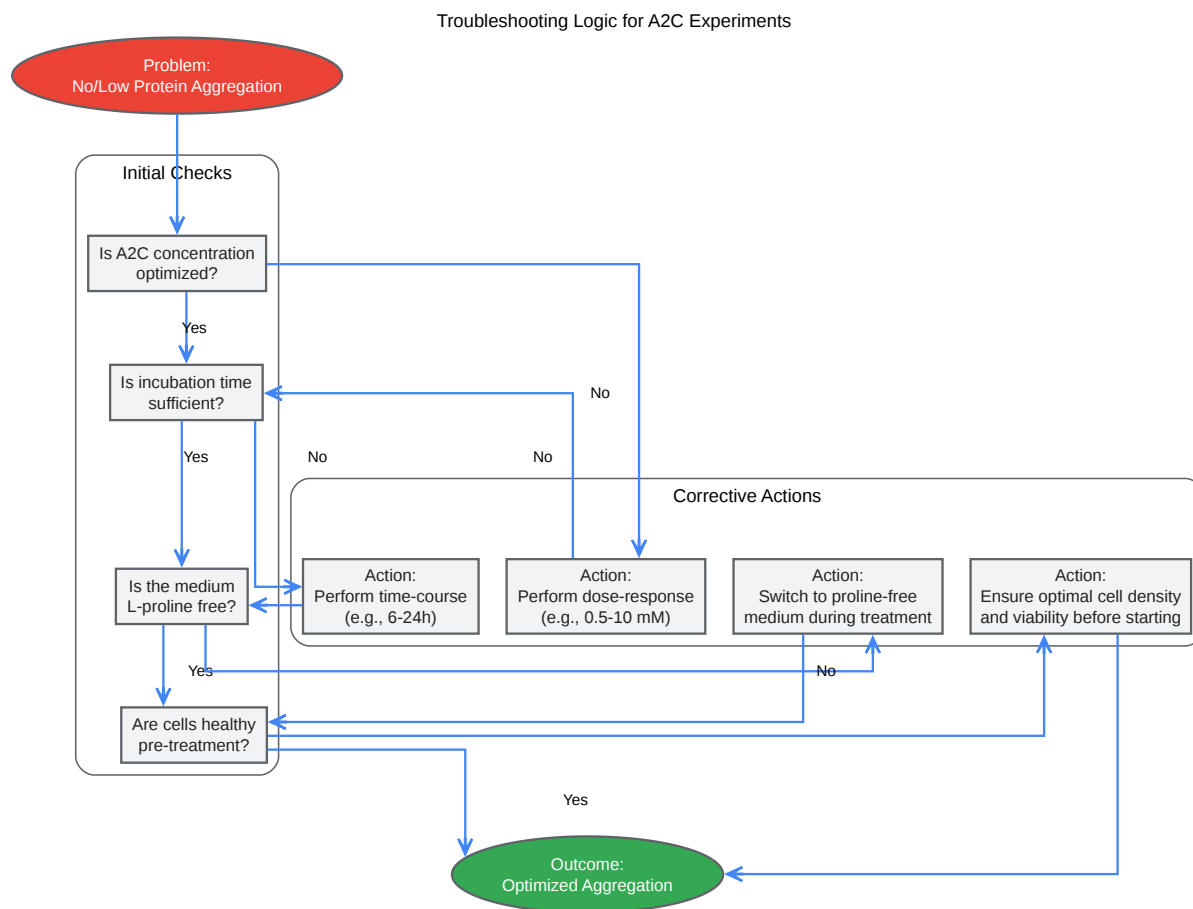 Troubleshooting Logic for A2C Experiments
Problem:
No/Low Protein Aggregation
Initial Checks
Is A2C concentration
optimized?
Yes
Is incubation time
sufficient?
No
Yes
No
No
Corrective Actions
Is the medium
L-proline free?
Action:
Perform time-course
(e.g., 6-24h)
Action:
Perform dose-response
(e.g., 0.5-10 mM)
Action:
Switch to proline-free
medium during treatment
Action:
Ensure optimal cell density
and viability before starting
Yes
No
Are cells healthy
pre-treatment?
Yes
Outcome:
Optimized Aggregation